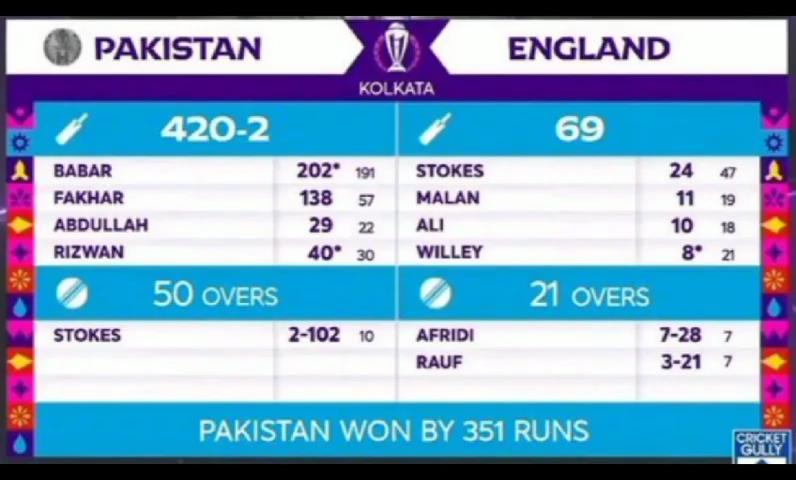 PAKISTAN ENGLAND
KOLKATA
420-2 69
BABAR 202* 191 STOKES 24 47
FAKHAR 138 57 MALAN 11 19
ABDULLAH 29 22 ALI 10 18
RIZWAN 40* 30 WILLEY 8* 21
50 OVERS 21 OVERS
STOKES 2-102 10 AFRIDI 7-28 7
RAUF 3-21 7
PAKISTAN WON BY 351 RUNS
CRICKET
GULLY